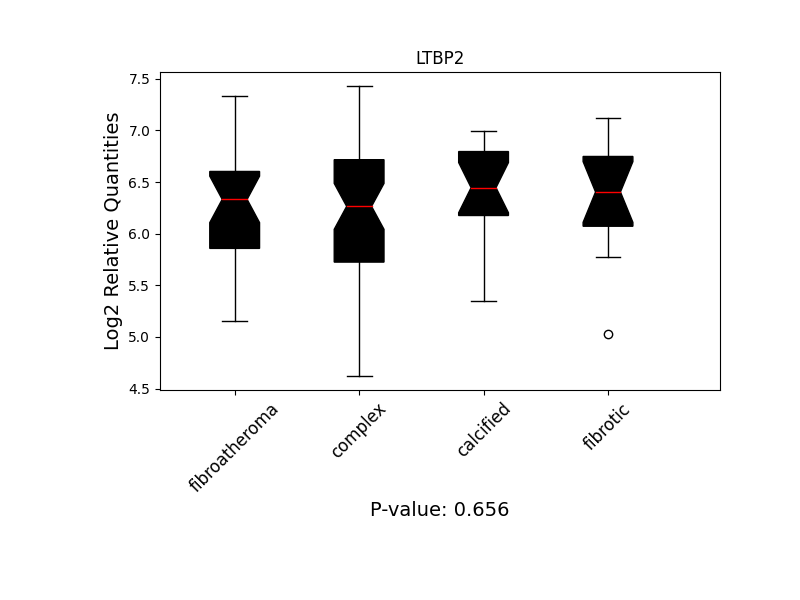 LTBP2
Log2 Relative Quantities
7.5
7.0
6.5
6.0
5.5
5.0
4.5
fibroatheroma
complex
calcified
fibrotic
P-value: 0.656